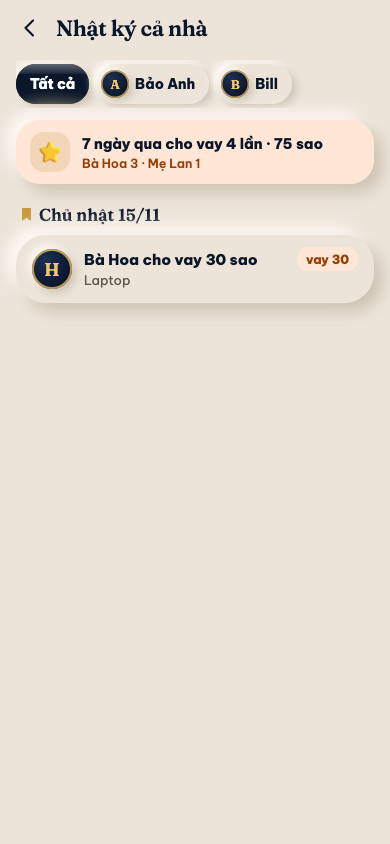 Nhật ký cả nhà
Tất cả
A Bảo Anh
B Bill
7 ngày qua cho vay 4 lần · 75 sao
Bà Hoa 3 · Mẹ Lan 1
Chủ nhật 15/11
H
Bà Hoa cho vay 30 sao
vay 30
Laptop